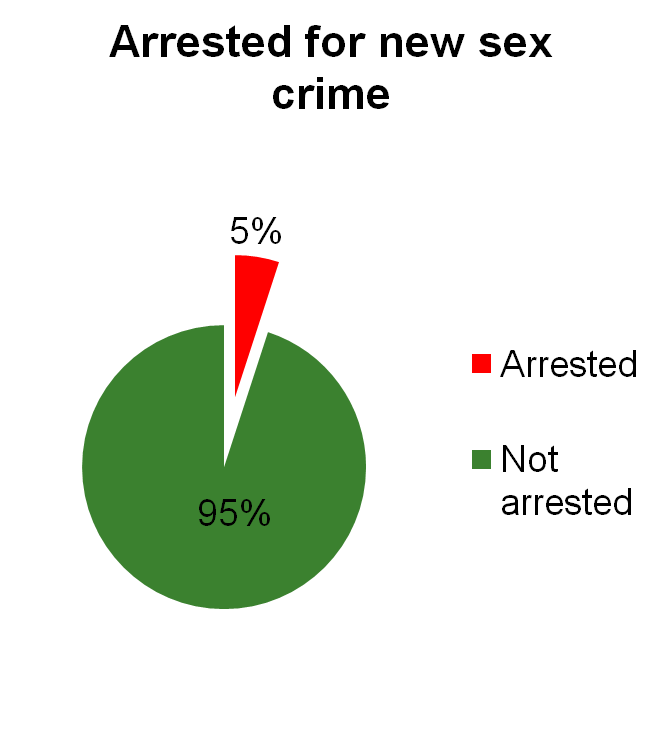 Arrested for new sex
crime
5%
95%
Arrested
Not
arrested